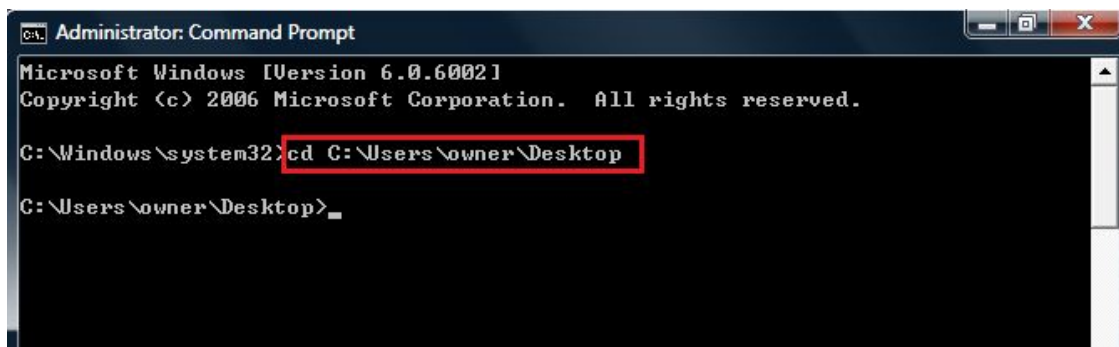 C:\. Administrator: Command Prompt
Microsoft Windows [Version 6.0.6002]
Copyright (c) 2006 Microsoft Corporation.  All rights reserved.
C:\Windows\system32>cd C:\Users\owner\Desktop
C:\Users\owner\Desktop>_